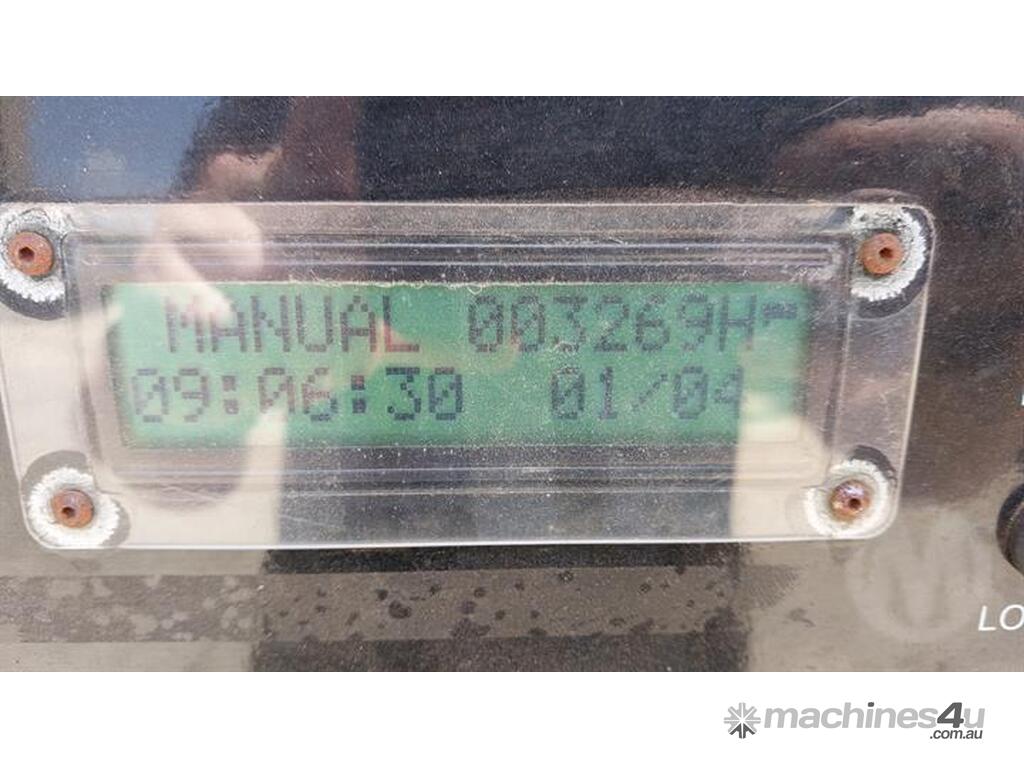 MANUAL 003269H~
09:06:30 01/04
LO
machines4u
.com.au